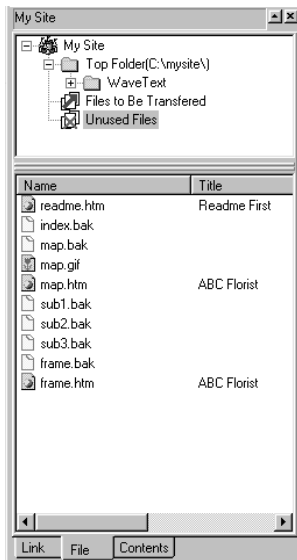 My Site
My Site
Top Folder(C:\mysite\)
WaveText
Files to Be Transfered
Unused Files
Name Title
readme.htm Readme First
index.bak
map.bak
map.gif
map.htm ABC Florist
sub1.bak
sub2.bak
sub3.bak
frame.bak
frame.htm ABC Florist
Link File Contents